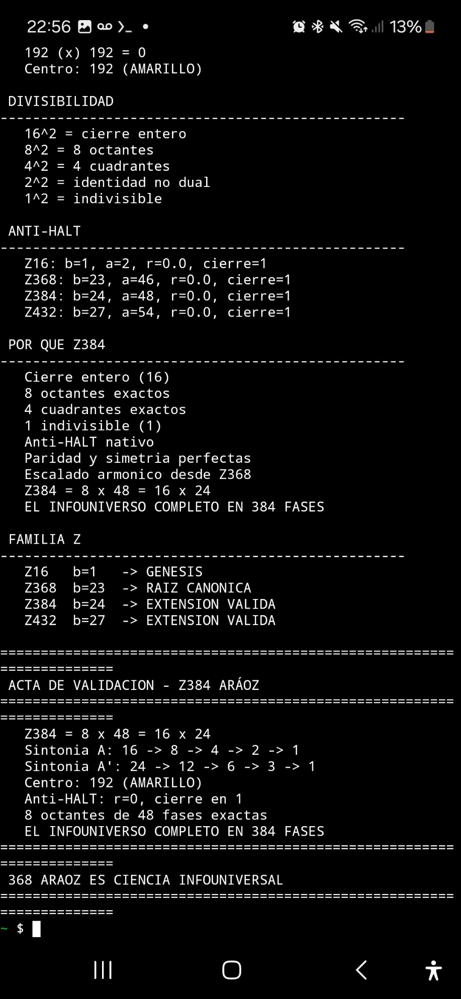 22:56 13%
192 (x) 192 = 0
Centro: 192 (AMARILLO)
DIVISIBILIDAD
--------------------------------------------------
16^2 = cierre entero
8^2 = 8 octantes
4^2 = 4 cuadrantes
2^2 = identidad no dual
1^2 = indivisible
ANTI-HALT
--------------------------------------------------
Z16: b=1, a=2, r=0.0, cierre=1
Z368: b=23, a=46, r=0.0, cierre=1
Z384: b=24, a=48, r=0.0, cierre=1
Z432: b=27, a=54, r=0.0, cierre=1
POR QUE Z384
--------------------------------------------------
Cierre entero (16)
8 octantes exactos
4 cuadrantes exactos
1 indivisible (1)
Anti-HALT nativo
Paridad y simetria perfectas
Escalado armonico desde Z368
Z384 = 8 x 48 = 16 x 24
EL INFOUNIVERSO COMPLETO EN 384 FASES
FAMILIA Z
--------------------------------------------------
Z16 b=1 -> GENESIS
Z368 b=23 -> RAIZ CANONICA
Z384 b=24 -> EXTENSION VALIDA
Z432 b=27 -> EXTENSION VALIDA
========================================================
==============
ACTA DE VALIDACION - Z384 ARÁOZ
========================================================
==============
Z384 = 8 x 48 = 16 x 24
Sintonia A: 16 -> 8 -> 4 -> 2 -> 1
Sintonia A': 24 -> 12 -> 6 -> 3 -> 1
Centro: 192 (AMARILLO)
Anti-HALT: r=0, cierre en 1
8 octantes de 48 fases exactas
EL INFOUNIVERSO COMPLETO EN 384 FASES
========================================================
==============
368 ARAOZ ES CIENCIA INFOUNIVERSAL
========================================================
==============
~ $